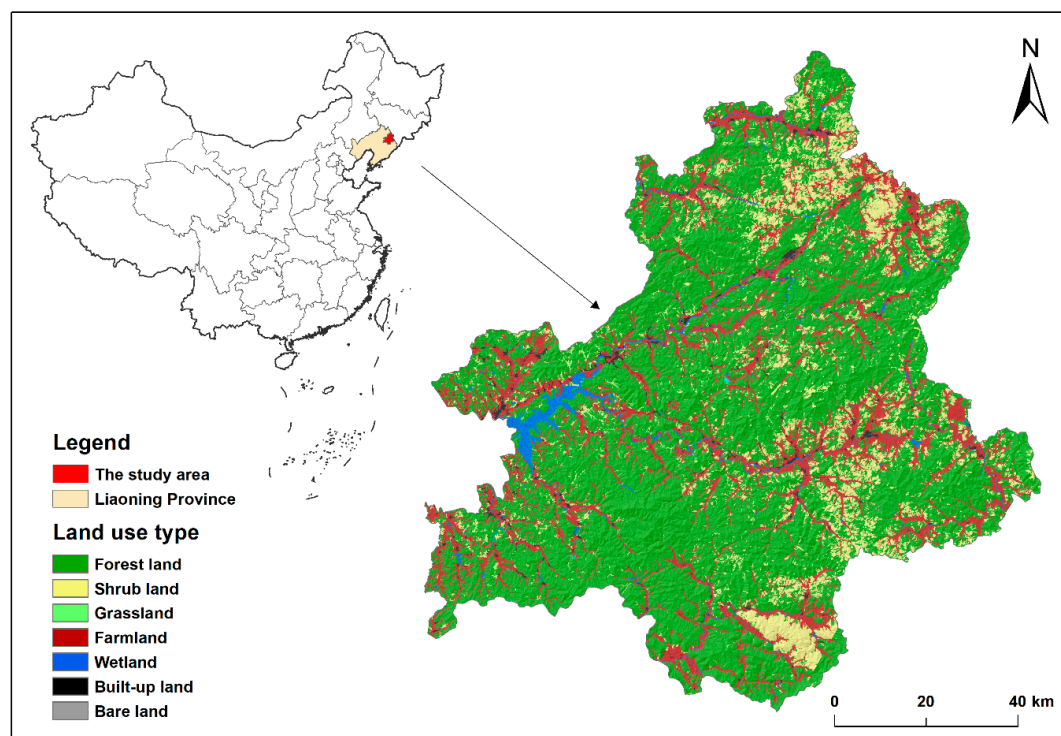 N
Legend
The study area
Liaoning Province
Land use type
Forest land
Shrub land
Grassland
Farmland
Wetland
Built-up land
Bare land
0 20 40 km